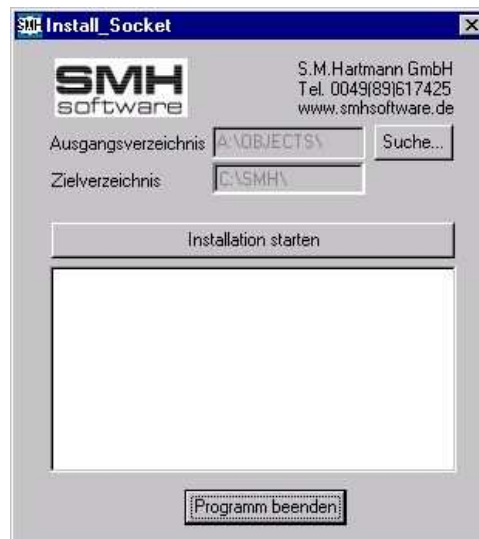 SMH Install_Socket
SMH
software
S.M.Hartmann GmbH
Tel. 0049(89)617425
www.smhsoftware.de
Ausgangsverzeichnis A:\OBJECTS\ Suche...
Zielverzeichnis C:\SMH\
Installation starten
Programm beenden